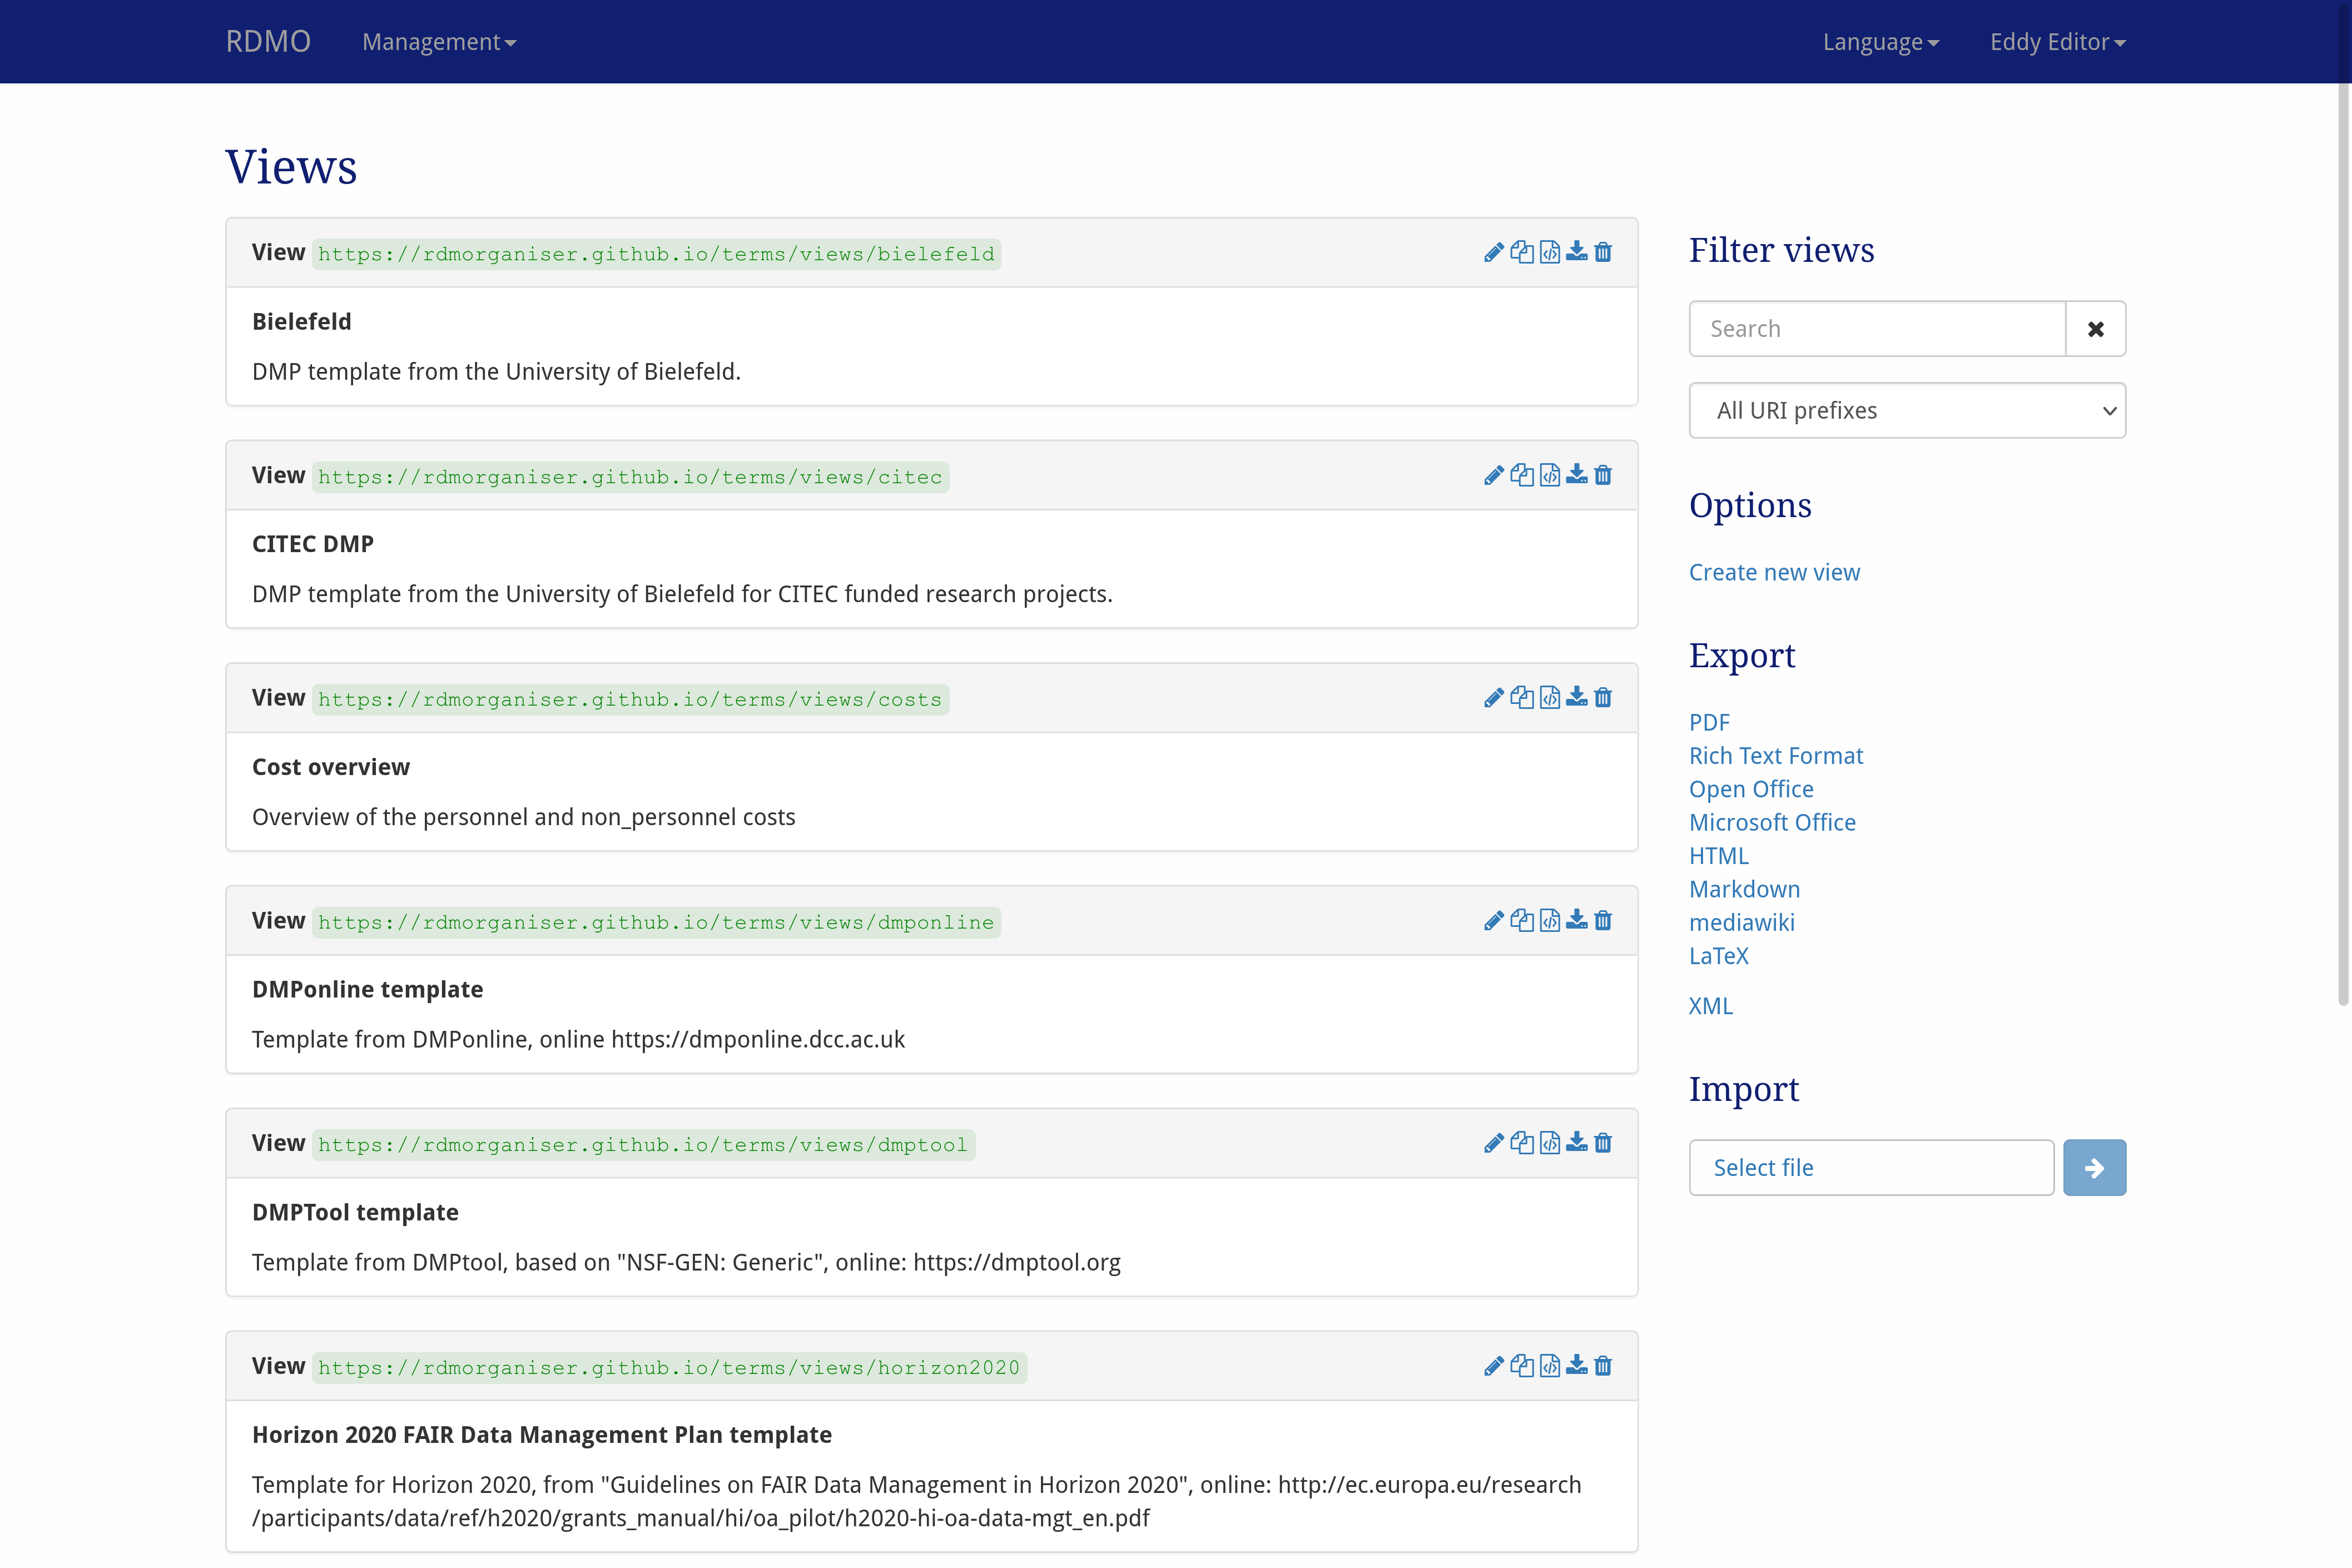 RDMO Management Language Eddy Editor
Views
View https://rdmorganiser.github.io/terms/views/bielefeld
Bielefeld
DMP template from the University of Bielefeld.
View https://rdmorganiser.github.io/terms/views/citec
CITEC DMP
DMP template from the University of Bielefeld for CITEC funded research projects.
View https://rdmorganiser.github.io/terms/views/costs
Cost overview
Overview of the personnel and non_personnel costs
View https://rdmorganiser.github.io/terms/views/dmponline
DMPonline template
Template from DMPonline, online https://dmponline.dcc.ac.uk
View https://rdmorganiser.github.io/terms/views/dmptool
DMPTool template
Template from DMPtool, based on "NSF-GEN: Generic", online: https://dmptool.org
View https://rdmorganiser.github.io/terms/views/horizon2020
Horizon 2020 FAIR Data Management Plan template
Template for Horizon 2020, from "Guidelines on FAIR Data Management in Horizon 2020", online: http://ec.europa.eu/research
/participants/data/ref/h2020/grants_manual/hi/oa_pilot/h2020-hi-oa-data-mgt_en.pdf
Filter views
Search
All URI prefixes
Options
Create new view
Export
PDF
Rich Text Format
Open Office
Microsoft Office
HTML
Markdown
mediawiki
LaTeX
XML
Import
Select file